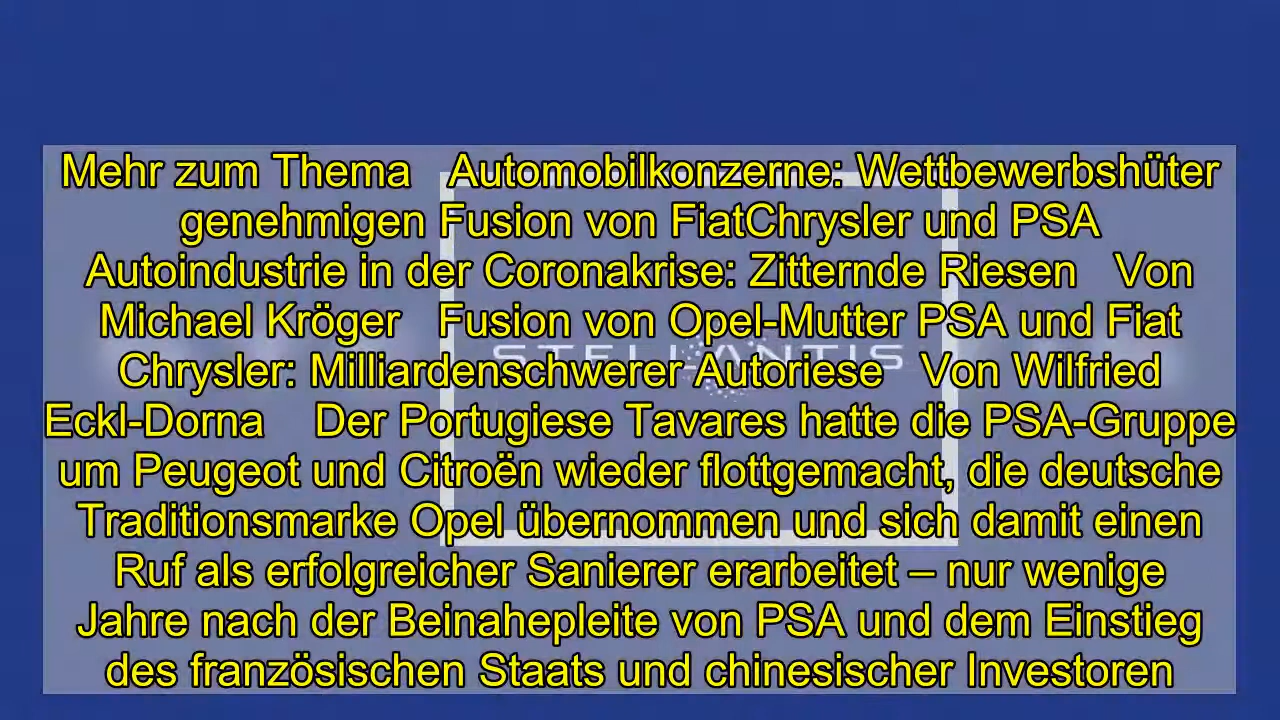 Mehr zum Thema Automobilkonzerne: Wettbewerbshüter
genehmigen Fusion von FiatChrysler und PSA
Autoindustrie in der Coronakrise: Zitternde Riesen Von
Michael Kröger Fusion von Opel-Mutter PSA und Fiat
STELLANTIS
Chrysler: Milliardenschwerer Autoriese Von Wilfried
Eckl-Dorna Der Portugiese Tavares hatte die PSA-Gruppe
um Peugeot und Citroën wieder flottgemacht, die deutsche
Traditionsmarke Opel übernommen und sich damit einen
Ruf als erfolgreicher Sanierer erarbeitet – nur wenige
Jahre nach der Beinahepleite von PSA und dem Einstieg
des französischen Staats und chinesischer Investoren